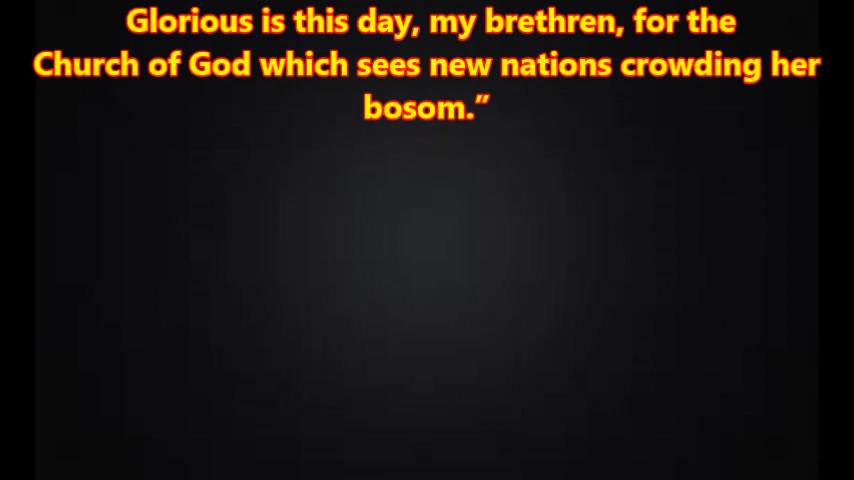 Glorious is this day, my brethren, for the
Church of God which sees new nations crowding her
bosom.”